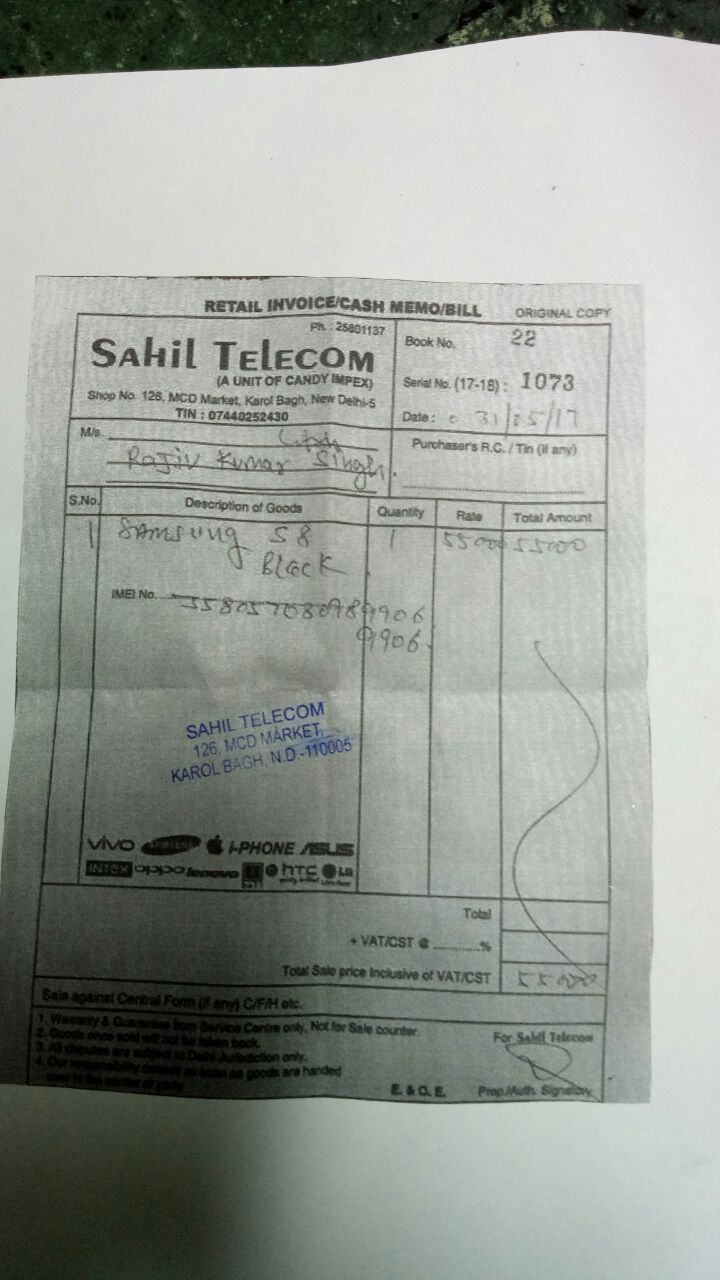 RETAIL INVOICE/CASH MEMO/BILL ORIGINAL COPY
Ph. : 25801137
Sahil Telecom
(A UNIT OF CANDY IMPEX)
Shop No. 126, MCD Market, Karol Bagh, New Delhi-5
TIN : 07440252430
Book No. 22
Serial No. (17-18) : 1073
Date : 31/05/17
M/s.
Rajiv Kumar Singh
Purchaser's R.C. / Tin (if any)
S.No. Description of Goods Quantity Rate Total Amount
1 SAMSUNG S8 1 55000 55000
Black
IMEI No.
9906
SAHIL TELECOM
126, MCD MARKET,
KAROL BAGH, N.D.-110005
vivo SAMSUNG i-PHONE ASUS
INTEX oppo lenovo hTC LG
Total
+ VAT/CST @ ..........%
Total Sale price Inclusive of VAT/CST 55000
Sale against Central Form (if any) C/F/H etc.
1. Warranty & Guarantee from Service Centre only, Not for Sale counter.
2. Goods once sold will not be taken back.
3. All disputes are subject to Delhi Jurisdiction only.
4. Our responsibility ceases as soon as goods are handed
over to the carrier or party
For Sahil Telecom
E. & O. E. Prop./Auth. Signatory